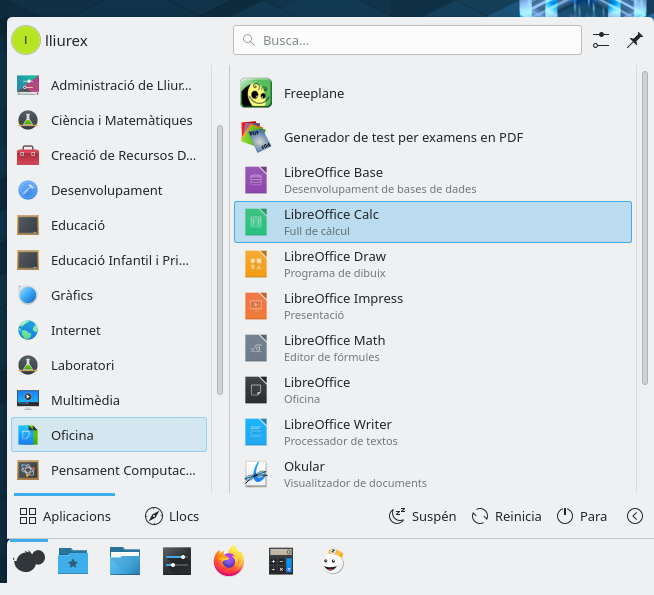 l lliurex
Busca...
Administració de Lliur...
Ciència i Matemàtiques
Creació de Recursos D...
Desenvolupament
Educació
Educació Infantil i Pri...
Gràfics
Internet
Laboratori
Multimèdia
Oficina
Pensament Computac...
Freeplane
Generador de test per examens en PDF
LibreOffice Base
Desenvolupament de bases de dades
LibreOffice Calc
Full de càlcul
LibreOffice Draw
Programa de dibuix
LibreOffice Impress
Presentació
LibreOffice Math
Editor de fórmules
LibreOffice
Oficina
LibreOffice Writer
Processador de textos
Okular
Visualitzador de documents
Aplicacions
Llocs
Suspén
Reinicia
Para